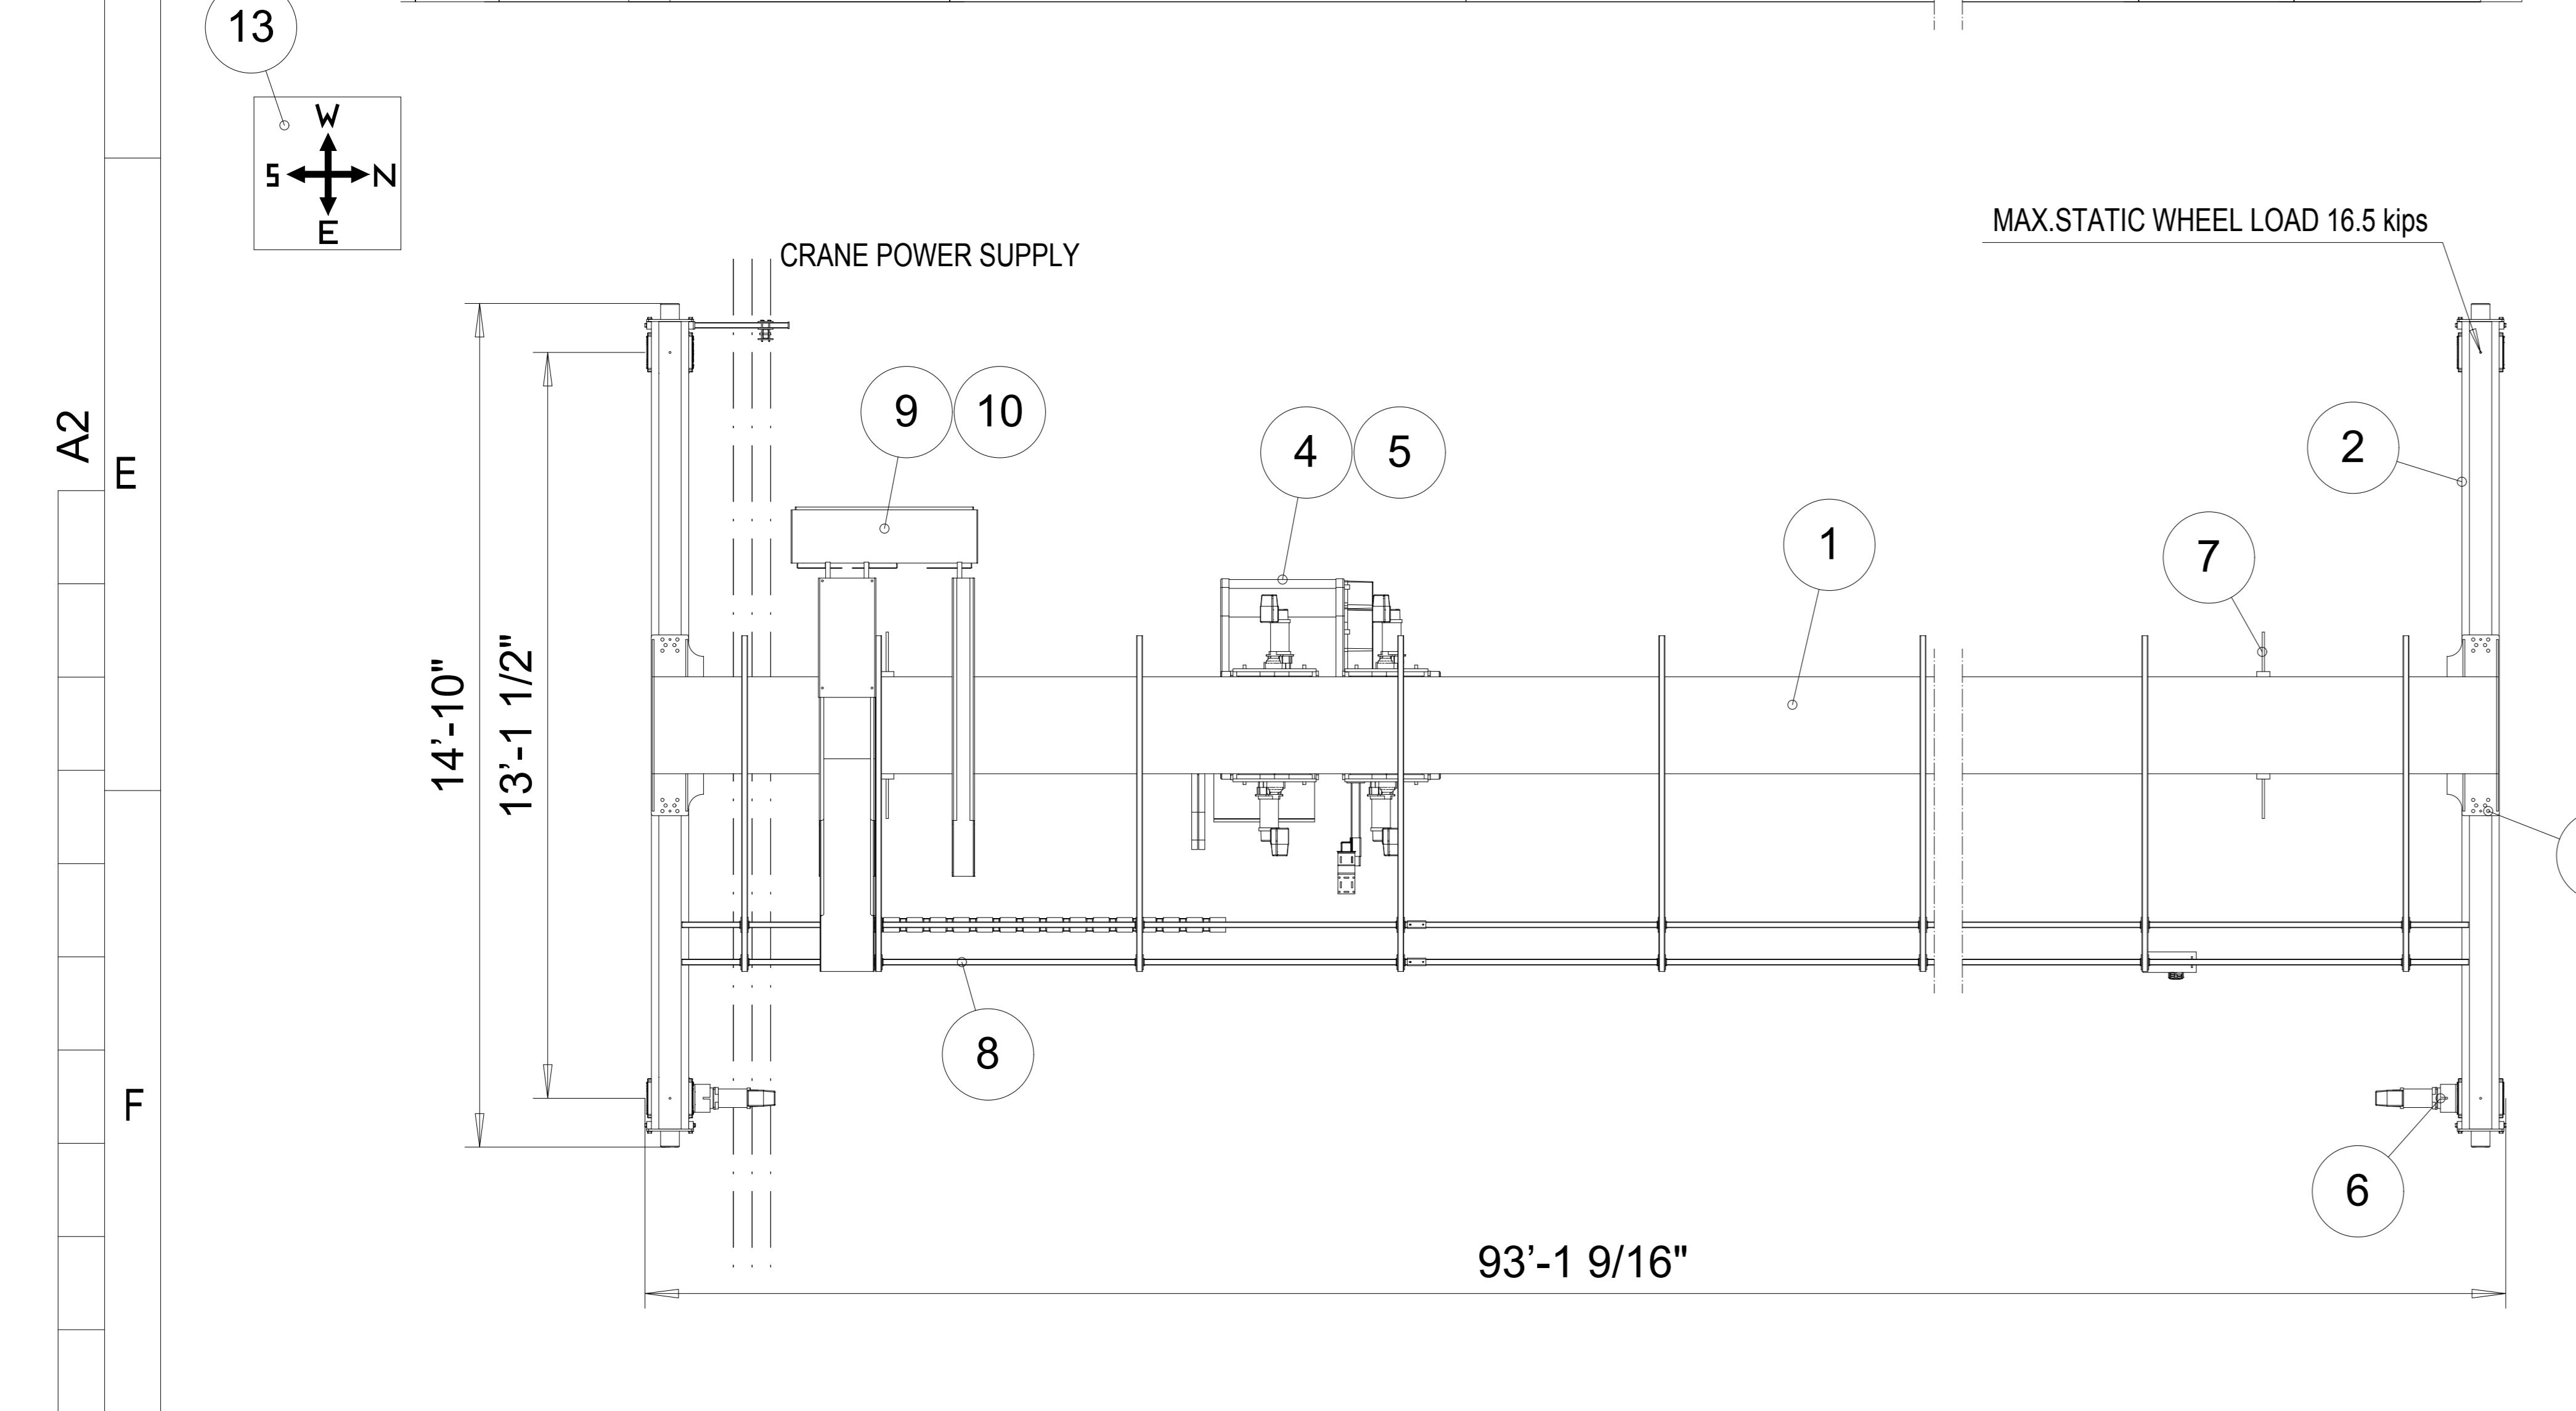 13
W
S N
E
CRANE POWER SUPPLY
MAX.STATIC WHEEL LOAD 16.5 kips
A2
E
9 10
4 5
2
1
7
14’-10"
13’-1 1/2"
8
F
6
93’-1 9/16"